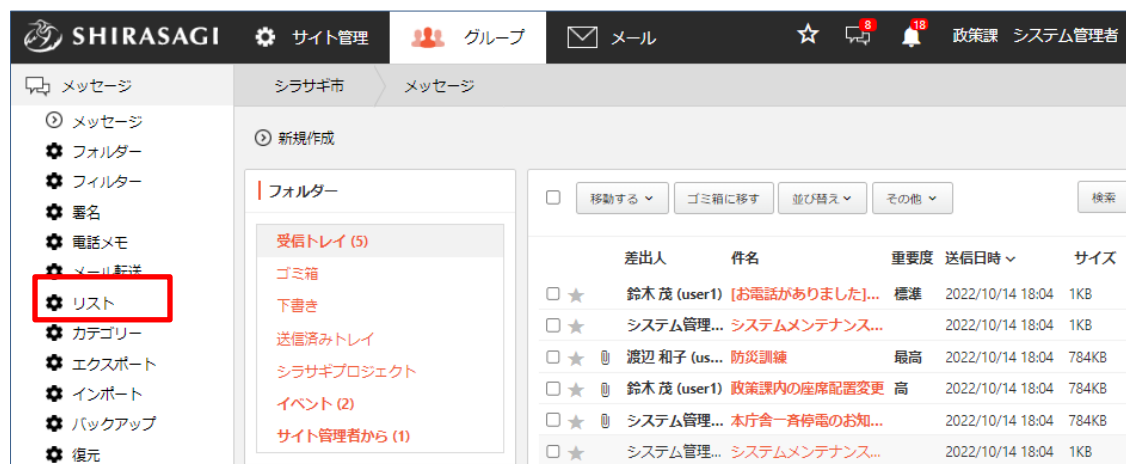 SHIRASAGI サイト管理 グループ メール 8 18 政策課 システム管理者
メッセージ シラサギ市 メッセージ
メッセージ
フォルダー
フィルター
署名
電話メモ
メール転送
リスト
カテゴリー
エクスポート
インポート
バックアップ
復元
新規作成
フォルダー
受信トレイ (5)
ゴミ箱
下書き
送信済みトレイ
シラサギプロジェクト
イベント (2)
サイト管理者から (1)
移動する ゴミ箱に移す 並び替え その他 検索
差出人 件名 重要度 送信日時 サイズ
鈴木 茂 (user1) [お電話がありました]... 標準 2022/10/14 18:04 1KB
システム管理... システムメンテナンス... 2022/10/14 18:04 1KB
渡辺 和子 (us... 防災訓練 最高 2022/10/14 18:04 784KB
鈴木 茂 (user1) 政策課内の座席配置変更 高 2022/10/14 18:04 784KB
システム管理... 本庁舎一斉停電のお知... 2022/10/14 18:04 784KB
システム管理... システムメンテナンス... 2022/10/14 18:04 1KB